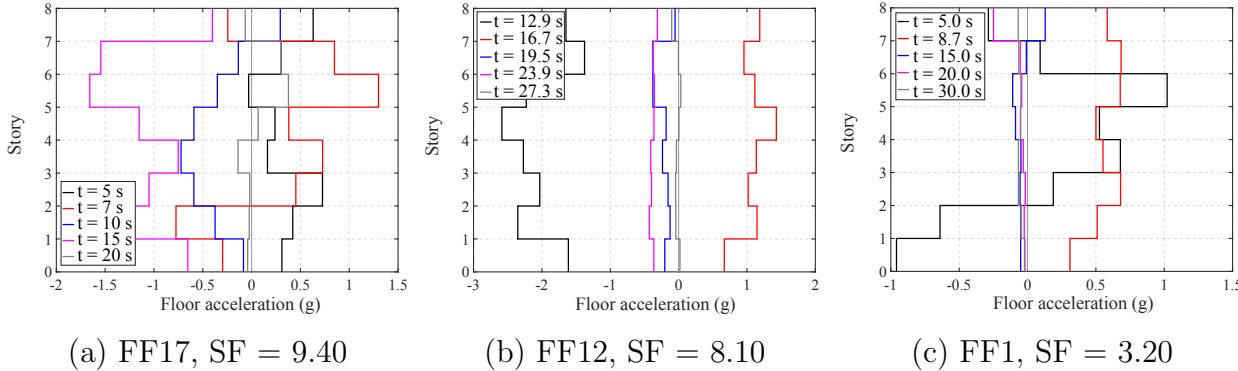 8
7
6
5
4
3
2
1
0
Story
t = 5 s
t = 7 s
t = 10 s
t = 15 s
t = 20 s
-2 -1.5 -1 -0.5 0 0.5 1 1.5
Floor acceleration (g)
(a) FF17, SF = 9.40
8
7
6
5
4
3
2
1
0
Story
t = 12.9 s
t = 16.7 s
t = 19.5 s
t = 23.9 s
t = 27.3 s
-3 -2 -1 0 1 2
Floor acceleration (g)
(b) FF12, SF = 8.10
8
7
6
5
4
3
2
1
0
Story
t = 5.0 s
t = 8.7 s
t = 15.0 s
t = 20.0 s
t = 30.0 s
-1 -0.5 0 0.5 1 1.5
Floor acceleration (g)
(c) FF1, SF = 3.20